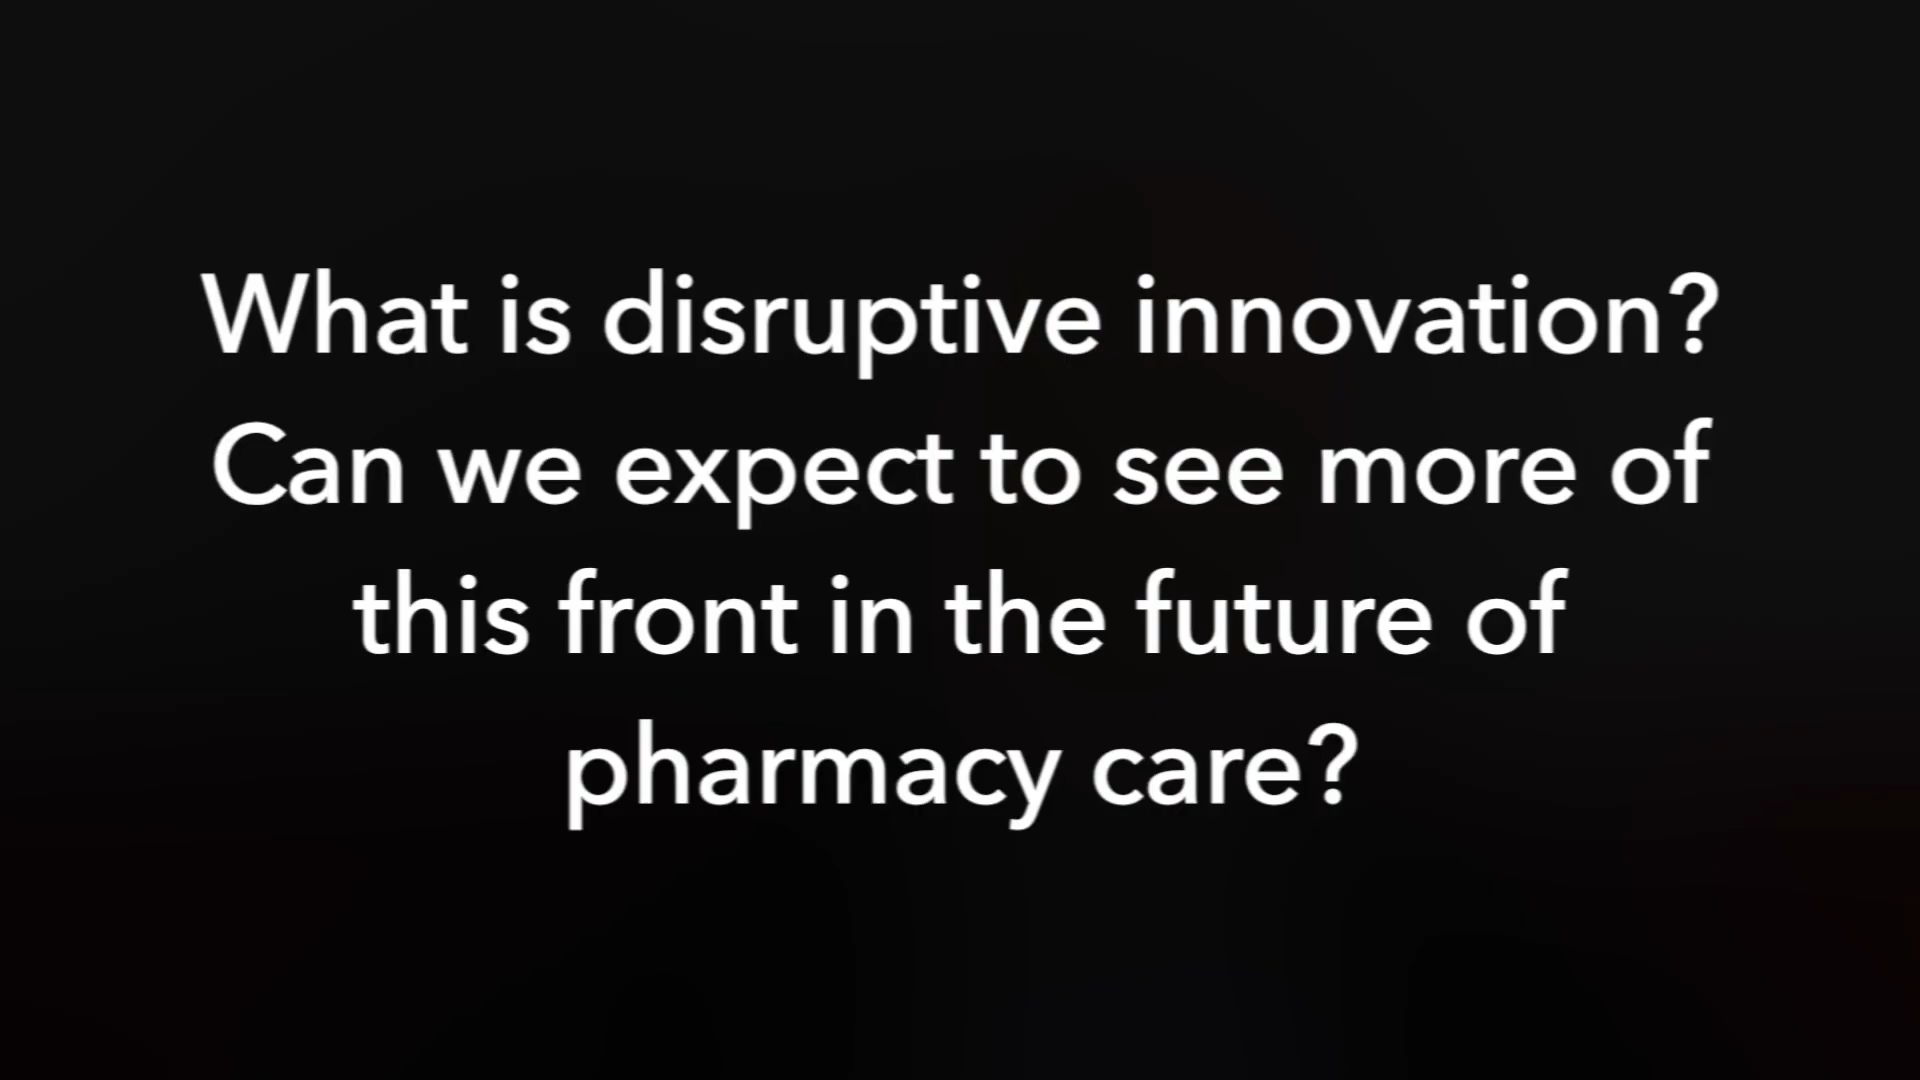 What is disruptive innovation?
Can we expect to see more of
this front in the future of
pharmacy care?